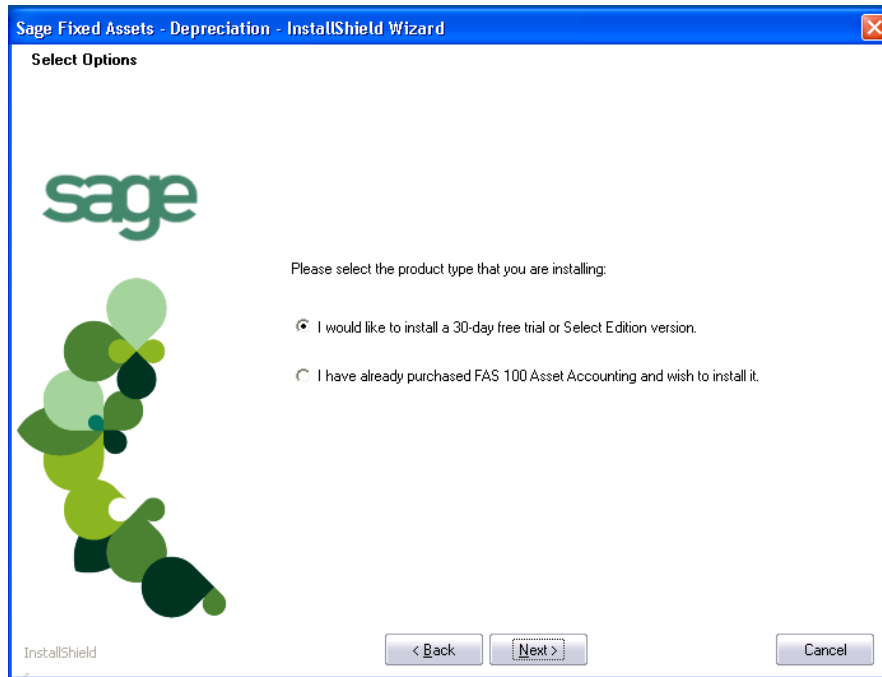 Sage Fixed Assets - Depreciation - InstallShield Wizard
Select Options
sage
Please select the product type that you are installing:
I would like to install a 30-day free trial or Select Edition version.
I have already purchased FAS 100 Asset Accounting and wish to install it.
InstallShield
< Back
Next >
Cancel